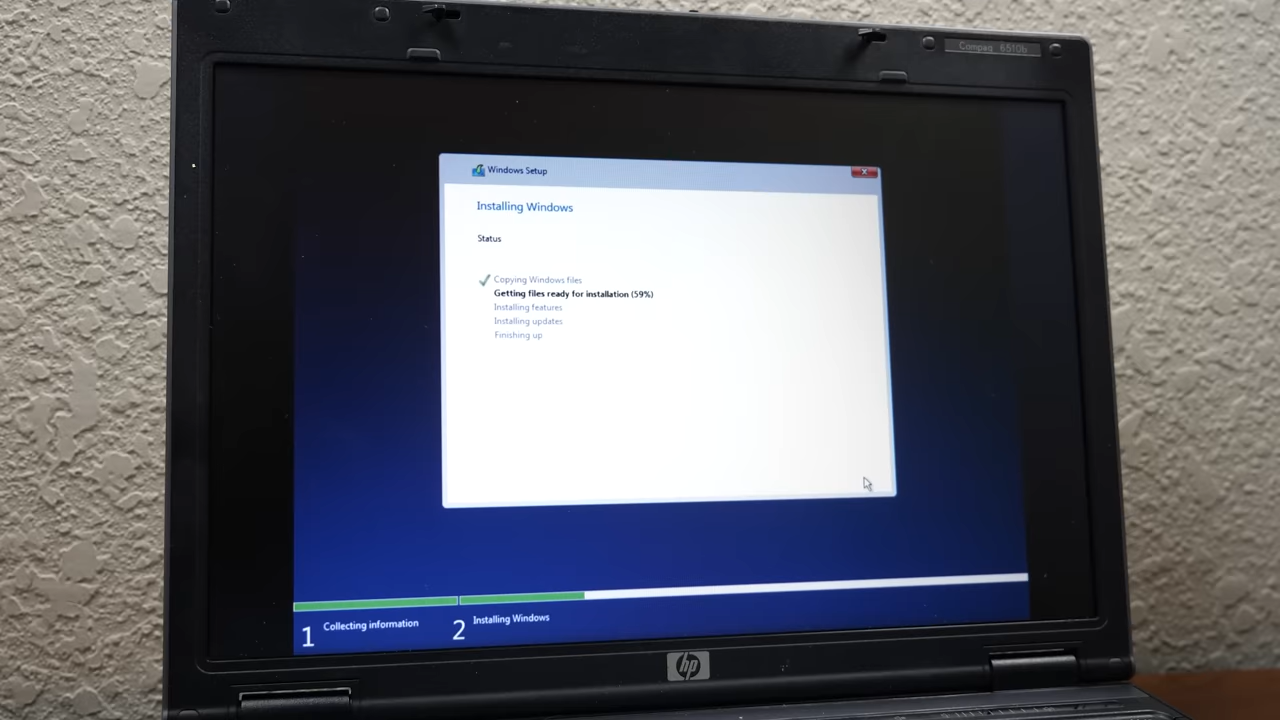 Compaq 6510b
Windows Setup
Installing Windows
Status
Copying Windows files
Getting files ready for installation (59%)
Installing features
Installing updates
Finishing up
1 Collecting information
2 Installing Windows
hp